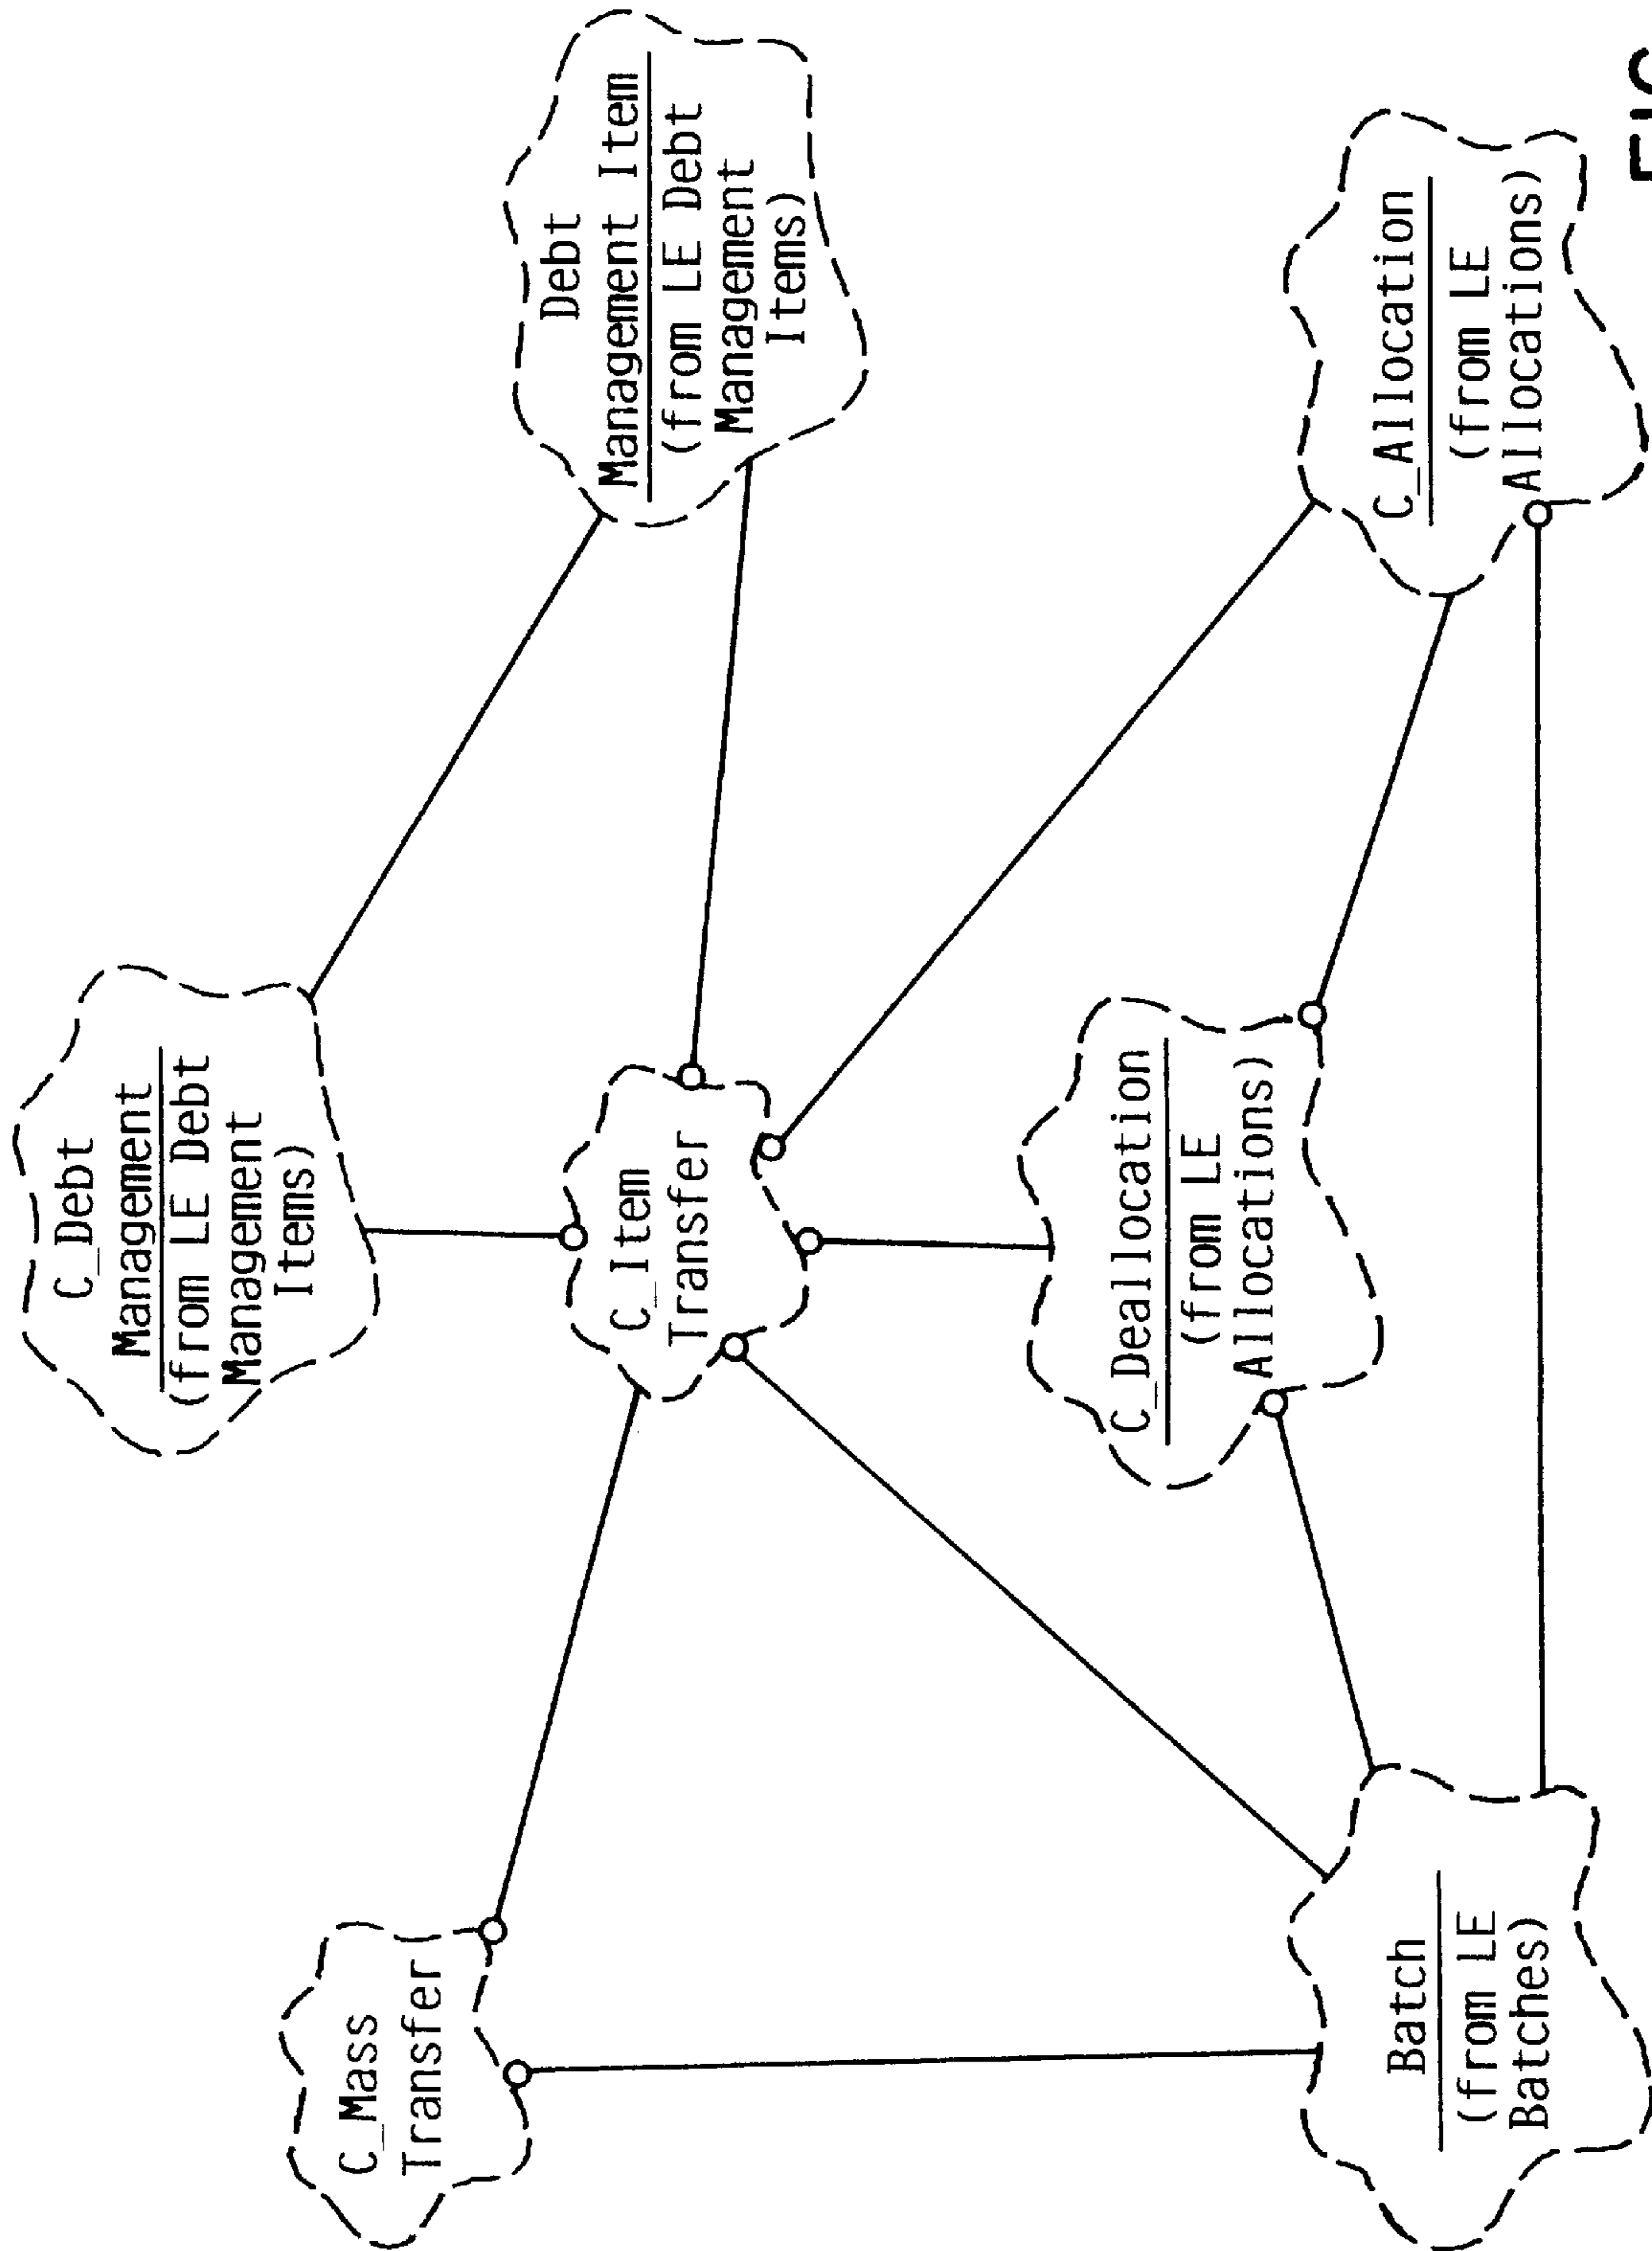 C_Debt
Management
(from LE Debt
Management
Items)
Debt
Management Item
(from LE Debt
Management
Items)
C_Mass
Transfer
C_Item
Transfer
C_Deallocation
(from LE
Allocations)
Batch
(from LE
Batches)
C_Allocation
(from LE
Allocations)